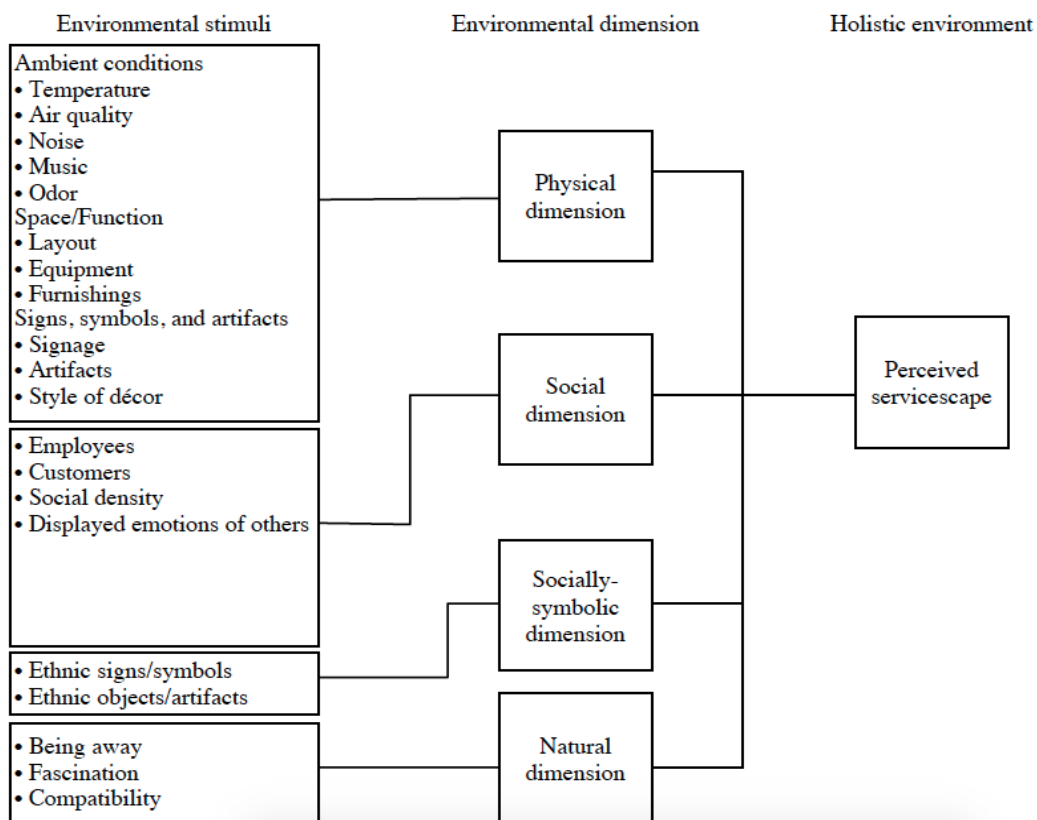 Environmental stimuli
Environmental dimension
Holistic environment
Ambient conditions
• Temperature
• Air quality
• Noise
• Music
• Odor
Space/Function
• Layout
• Equipment
• Furnishings
Signs, symbols, and artifacts
• Signage
• Artifacts
• Style of décor
• Employees
• Customers
• Social density
• Displayed emotions of others
• Ethnic signs/symbols
• Ethnic objects/artifacts
• Being away
• Fascination
• Compatibility
Physical
dimension
Social
dimension
Socially-
symbolic
dimension
Natural
dimension
Perceived
servicescape